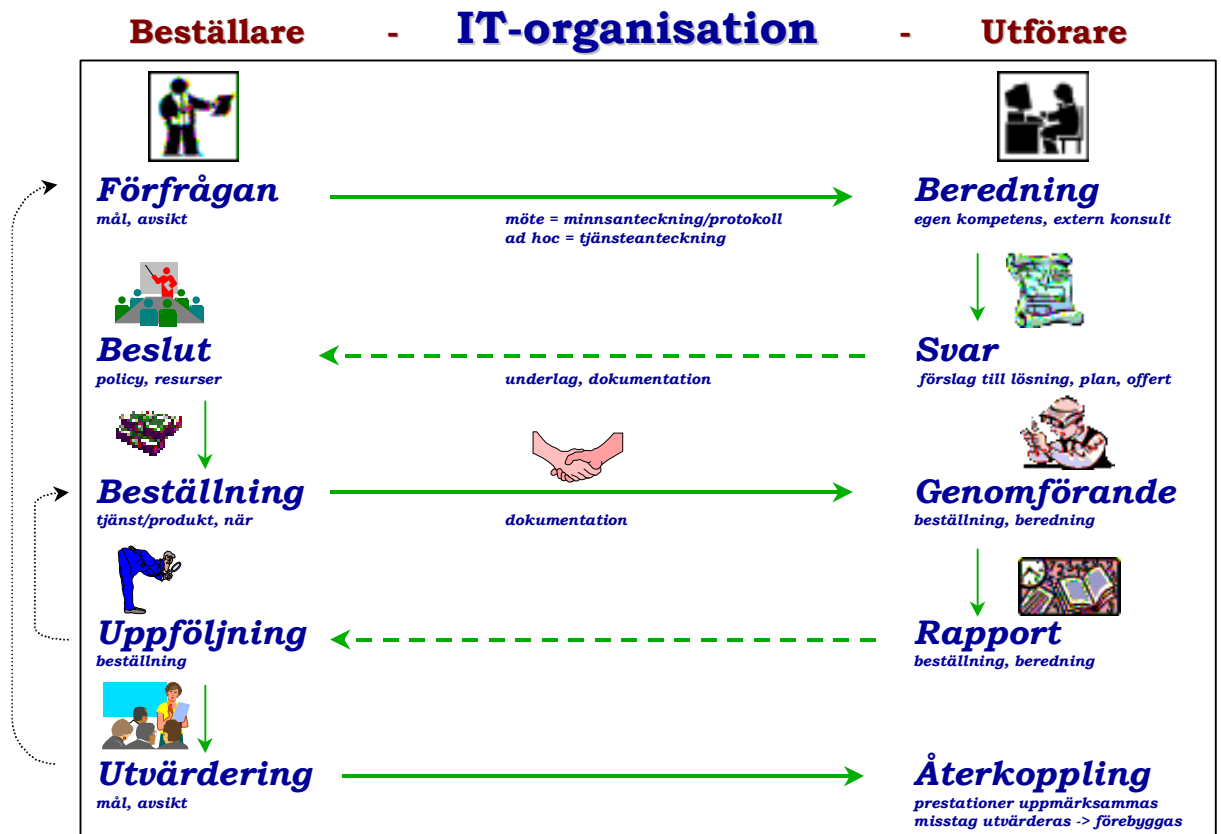 Beställare - IT-organisation - Utförare
Förfrågan
mål, avsikt
möte = minnsanteckning/protokoll
ad hoc = tjänsteanteckning
Beredning
egen kompetens, extern konsult
Beslut
policy, resurser
underlag, dokumentation
Svar
förslag till lösning, plan, offert
Beställning
tjänst/produkt, när
dokumentation
Genomförande
beställning, beredning
Uppföljning
beställning
Rapport
beställning, beredning
Utvärdering
mål, avsikt
Återkoppling
prestationer uppmärksammas
misstag utvärderas -> förebyggas